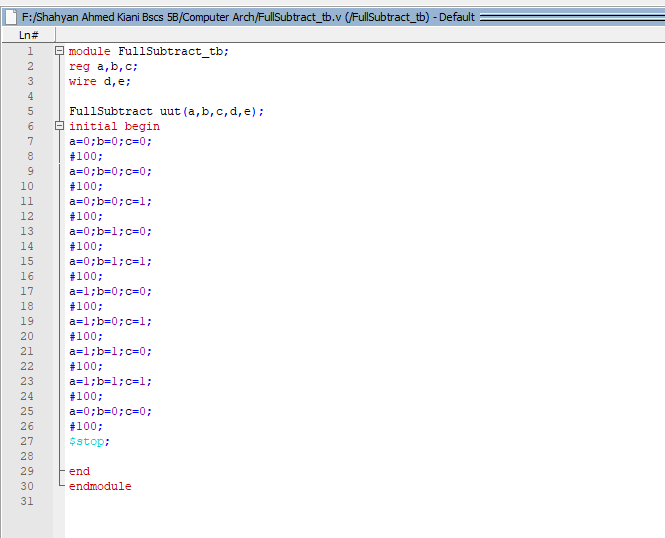 F:/Shahyan Ahmed Kiani Bscs 5B/Computer Arch/FullSubtract_tb.v (/FullSubtract_tb) - Default
Ln#
1 module FullSubtract_tb;
2 reg a,b,c;
3 wire d,e;
4
5 FullSubtract uut(a,b,c,d,e);
6 initial begin
7 a=0;b=0;c=0;
8 #100;
9 a=0;b=0;c=0;
10 #100;
11 a=0;b=0;c=1;
12 #100;
13 a=0;b=1;c=0;
14 #100;
15 a=0;b=1;c=1;
16 #100;
17 a=1;b=0;c=0;
18 #100;
19 a=1;b=0;c=1;
20 #100;
21 a=1;b=1;c=0;
22 #100;
23 a=1;b=1;c=1;
24 #100;
25 a=0;b=0;c=0;
26 #100;
27 $stop;
28
29 end
30 endmodule
31